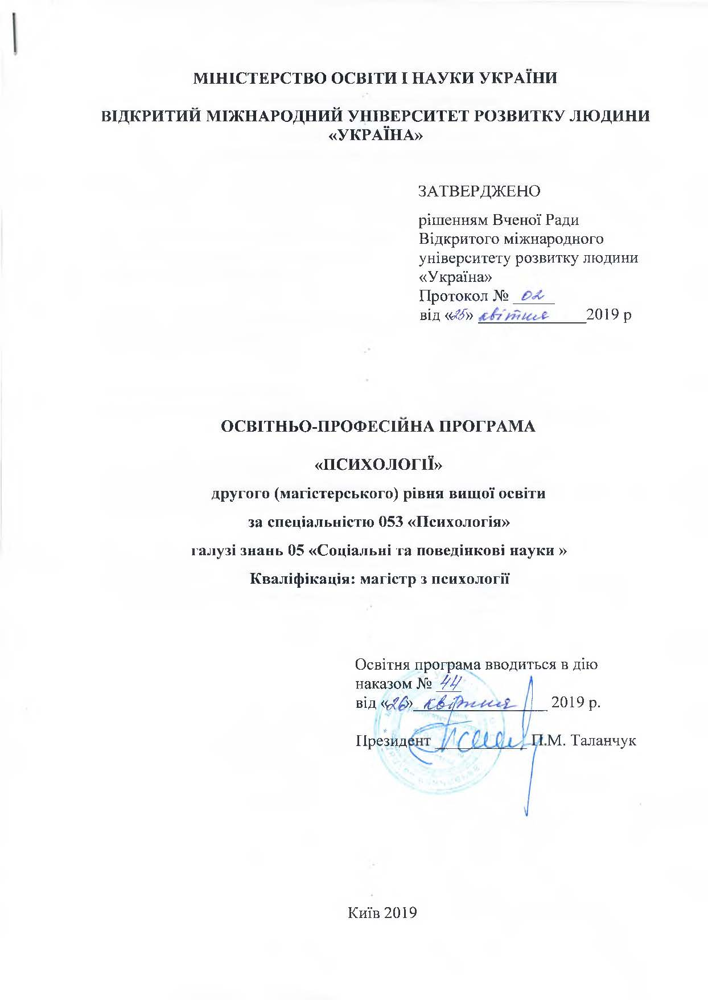 МІНІСТЕРСТВО ОСВІТИ І НАУКИ УКРАЇНИ
ВІДКРИТИЙ МІЖНАРОДНИЙ УНІВЕРСИТЕТ РОЗВИТКУ ЛЮДИНИ
«УКРАЇНА»
ЗАТВЕРДЖЕНО
рішенням Вченої Ради
Відкритого міжнародного
університету розвитку людини
«Україна»
Протокол № 02
від «25» квітня 2019 р
ОСВІТНЬО-ПРОФЕСІЙНА ПРОГРАМА
«ПСИХОЛОГІЇ»
другого (магістерського) рівня вищої освіти
за спеціальністю 053 «Психологія»
галузі знань 05 «Соціальні та поведінкові науки »
Кваліфікація: магістр з психології
Освітня програма вводиться в дію
наказом № 44
від «26» квітня 2019 р.
Президент П.М. Таланчук
Київ 2019